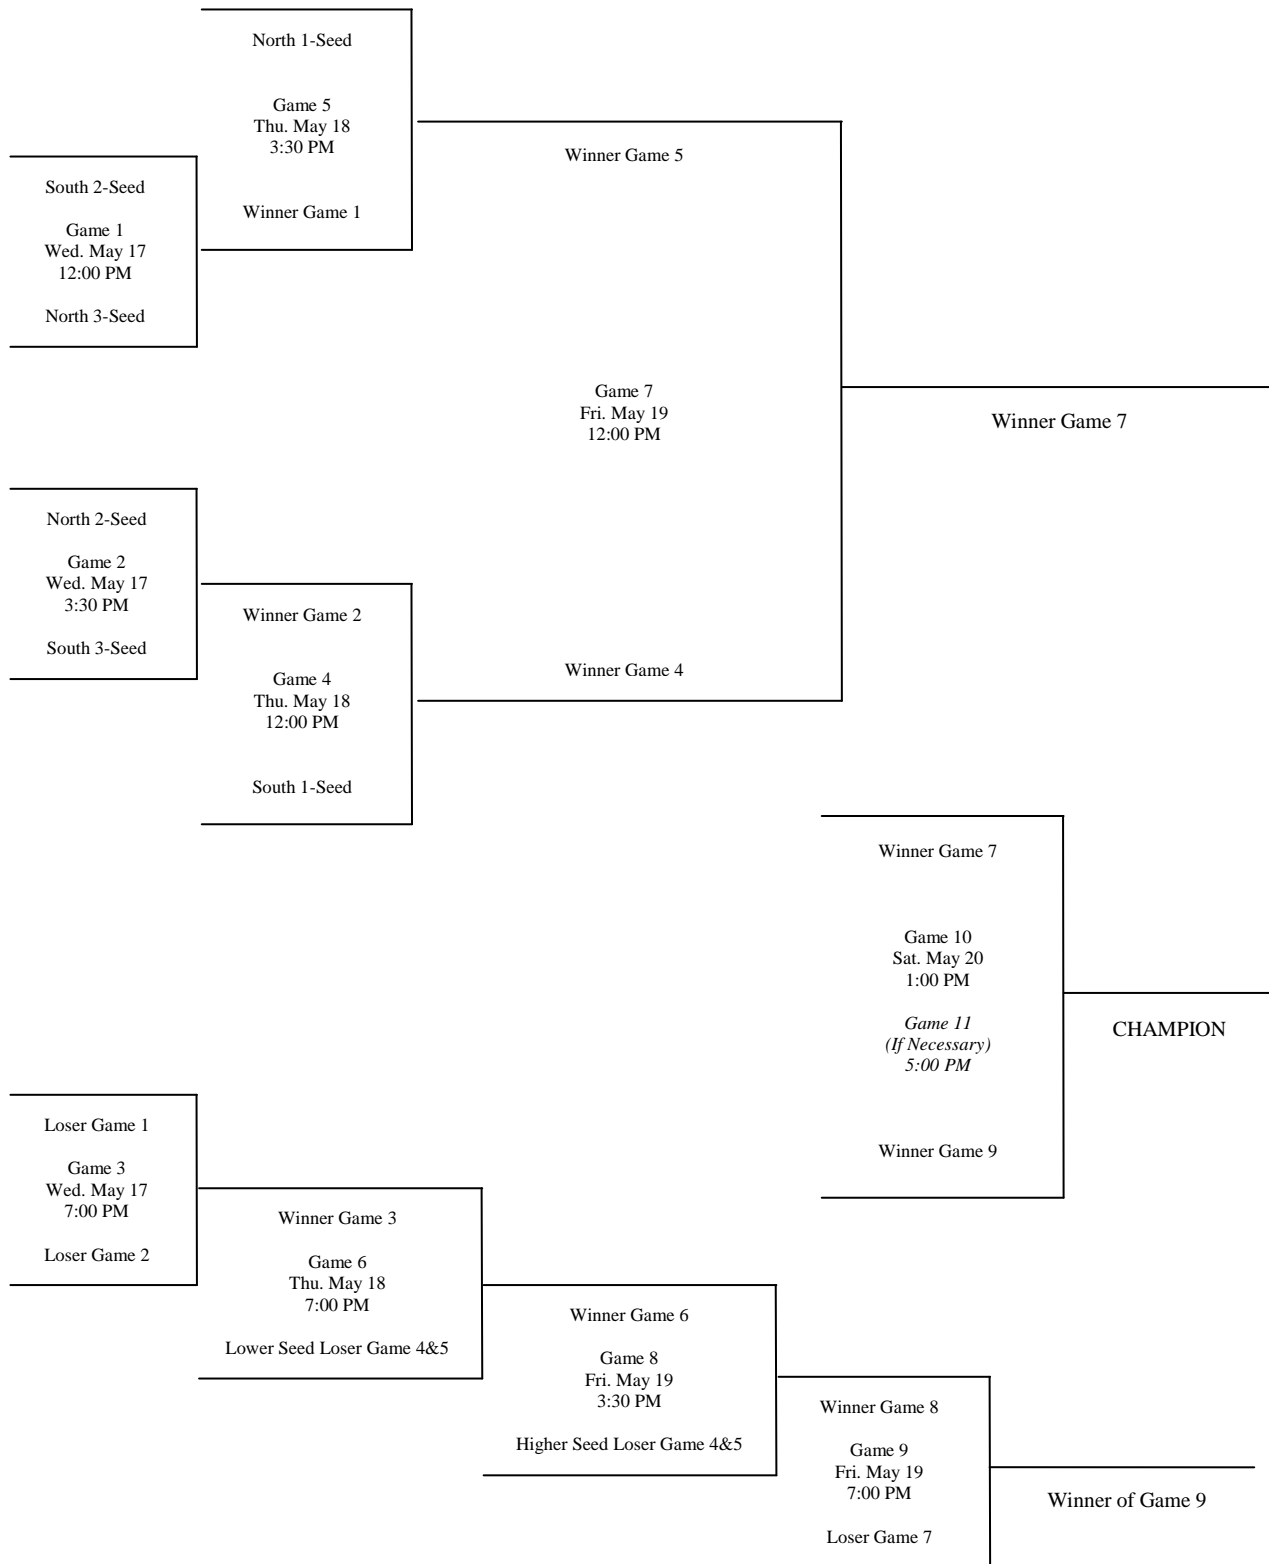 North 1-Seed
Game 5
Thu. May 18
3:30 PM
Winner Game 1
South 2-Seed
Game 1
Wed. May 17
12:00 PM
North 3-Seed
Winner Game 5
Game 7
Fri. May 19
12:00 PM
Winner Game 4
Winner Game 7
North 2-Seed
Game 2
Wed. May 17
3:30 PM
South 3-Seed
Winner Game 2
Game 4
Thu. May 18
12:00 PM
South 1-Seed
Winner Game 7
Game 10
Sat. May 20
1:00 PM
Game 11
(If Necessary)
5:00 PM
Winner Game 9
CHAMPION
Loser Game 1
Game 3
Wed. May 17
7:00 PM
Loser Game 2
Winner Game 3
Game 6
Thu. May 18
7:00 PM
Lower Seed Loser Game 4&5
Winner Game 6
Game 8
Fri. May 19
3:30 PM
Higher Seed Loser Game 4&5
Winner Game 8
Game 9
Fri. May 19
7:00 PM
Loser Game 7
Winner of Game 9